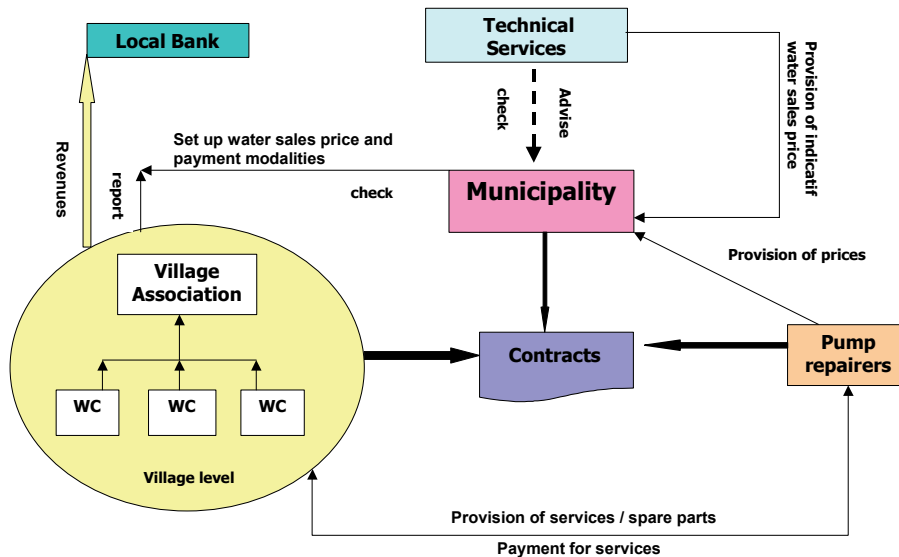 Local Bank
Technical
Services
Provision of indicatif
water sales price
check
Advise
Set up water sales price and
payment modalities
Revenues
report
check
Municipality
Provision of prices
Village
Association
Contracts
Pump
repairers
WC
WC
WC
Village level
Provision of services / spare parts
Payment for services